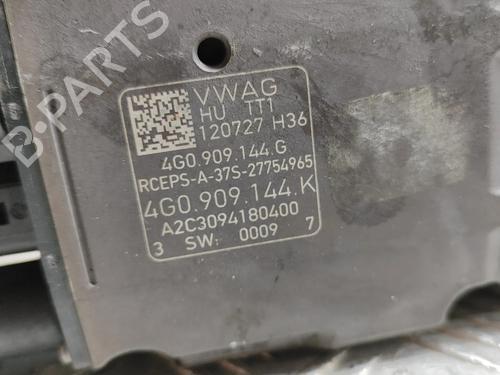 B-PARTS
VWAG
HU TT1
120727 H36
4G0.909.144.G
RCEPS-A-37S-27754965
4G0.909.144.K
A2C3094180400
3 SW: 0009 7